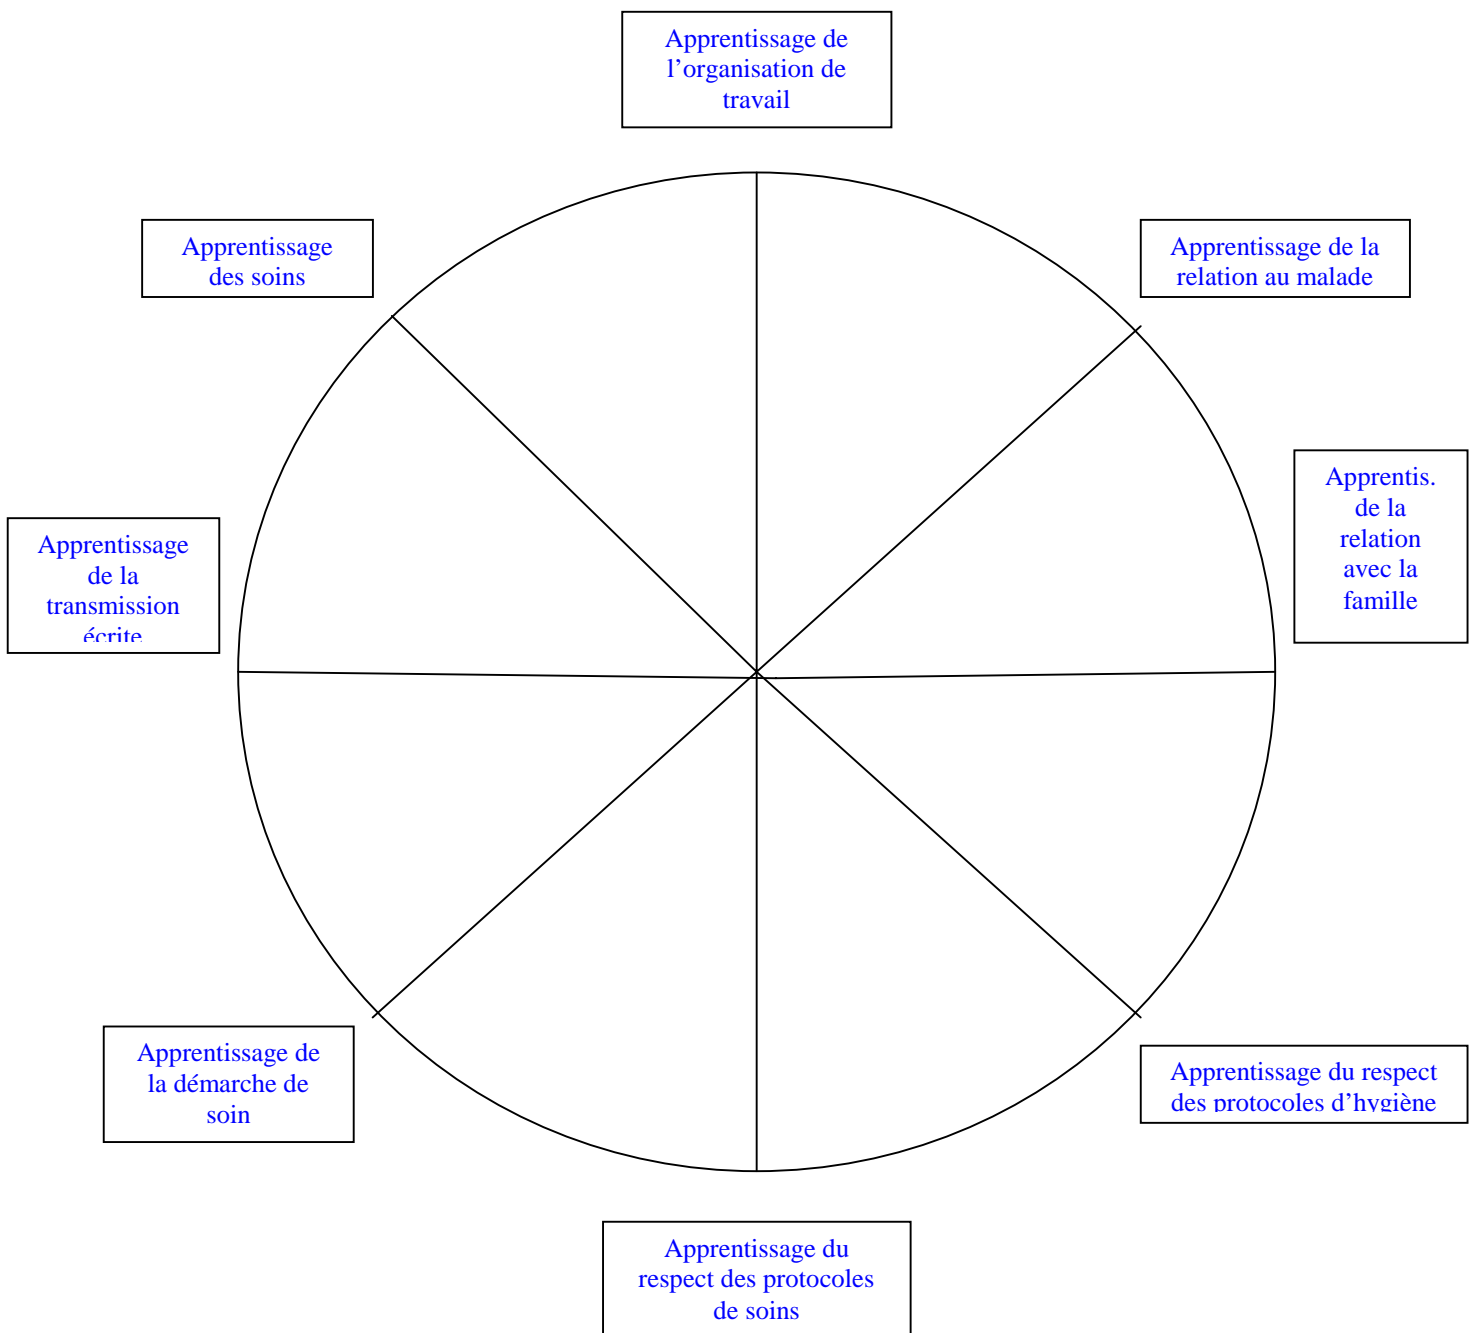 Apprentissage de
l’organisation de
travail
Apprentissage
des soins
Apprentissage de la
relation au malade
Apprentis.
de la
relation
avec la
famille
Apprentissage
de la
transmission
écrite
Apprentissage de
la démarche de
soin
Apprentissage du respect
des protocoles d’hygiène
Apprentissage du
respect des protocoles
de soins